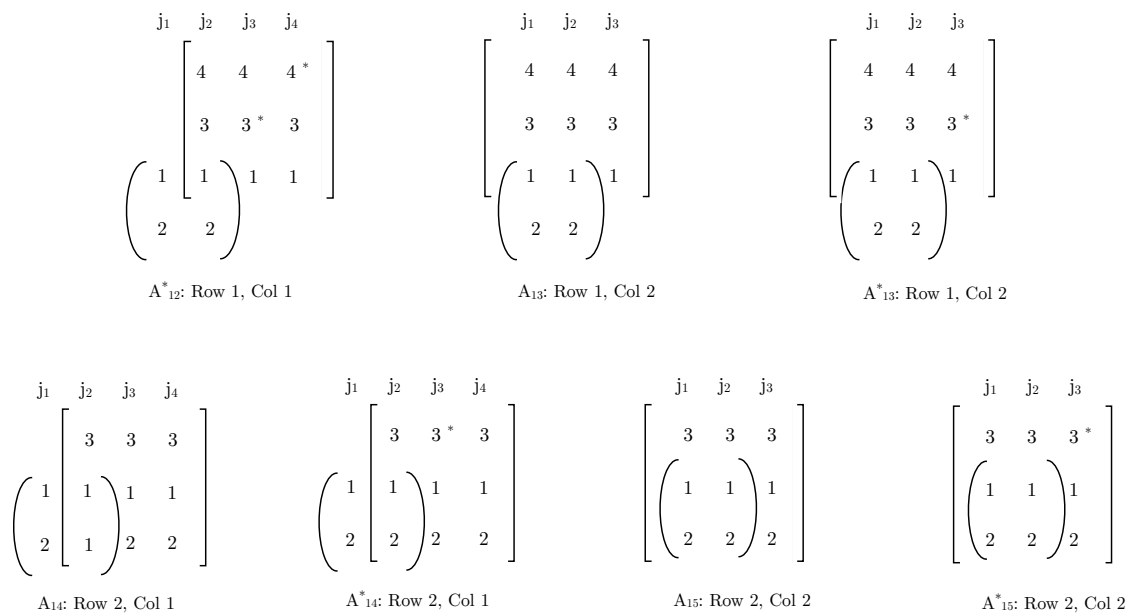 j₁ j₂ j₃ j₄
4 4 4 *
3 3 * 3
1 1 1 1
2 2
A*₁₂: Row 1, Col 1
j₁ j₂ j₃
4 4 4
3 3 3
1 1 1
2 2
A₁₃: Row 1, Col 2
j₁ j₂ j₃
4 4 4
3 3 3 *
1 1 1
2 2
A*₁₃: Row 1, Col 2
j₁ j₂ j₃ j₄
3 3 3
1 1 1 1
2 1 2 2
A₁₄: Row 2, Col 1
j₁ j₂ j₃ j₄
3 3 * 3
1 1 1 1
2 2 2 2
A*₁₄: Row 2, Col 1
j₁ j₂ j₃
3 3 3
1 1 1
2 2 2
A₁₅: Row 2, Col 2
j₁ j₂ j₃
3 3 3 *
1 1 1
2 2 2
A*₁₅: Row 2, Col 2